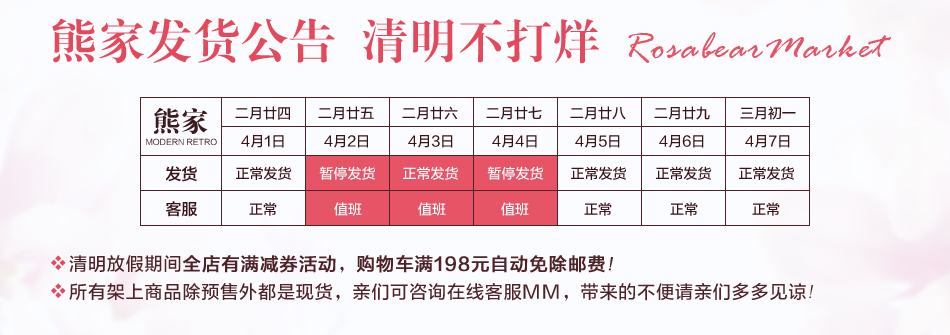 熊家发货公告 清明不打烊 Rosabear Market
熊家 二月廿四 二月廿五 二月廿六 二月廿七 二月廿八 二月廿九 三月初一
MODERN RETRO 4月1日 4月2日 4月3日 4月4日 4月5日 4月6日 4月7日
发货 正常发货 暂停发货 正常发货 暂停发货 正常发货 正常发货 正常发货
客服 正常 值班 值班 值班 正常 正常 正常
❖清明放假期间全店有满减券活动，购物车满198元自动免除邮费!
❖所有架上商品除预售外都是现货，亲们可咨询在线客服MM，带来的不便请亲们多多见谅!